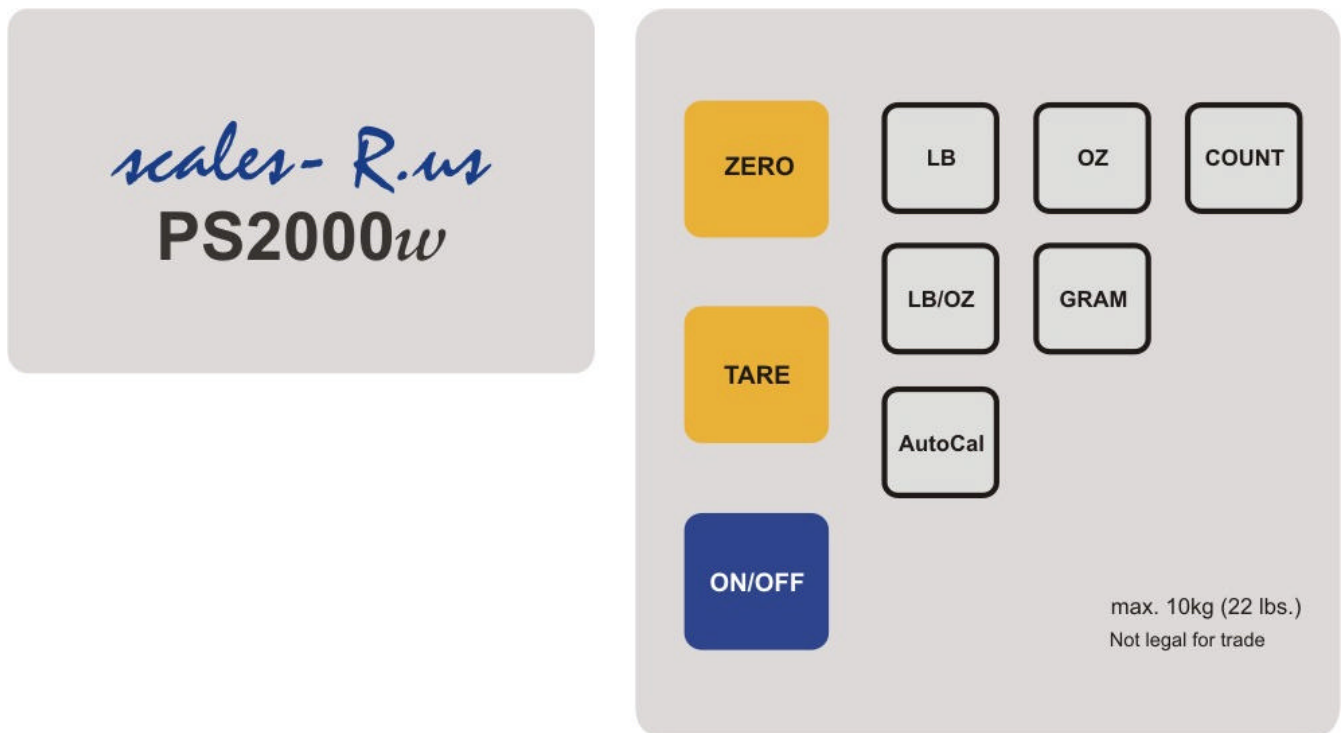 scales- R.us
PS2000w
ZERO
LB
OZ
COUNT
LB/OZ
GRAM
TARE
AutoCal
ON/OFF
max. 10kg (22 lbs.)
Not legal for trade